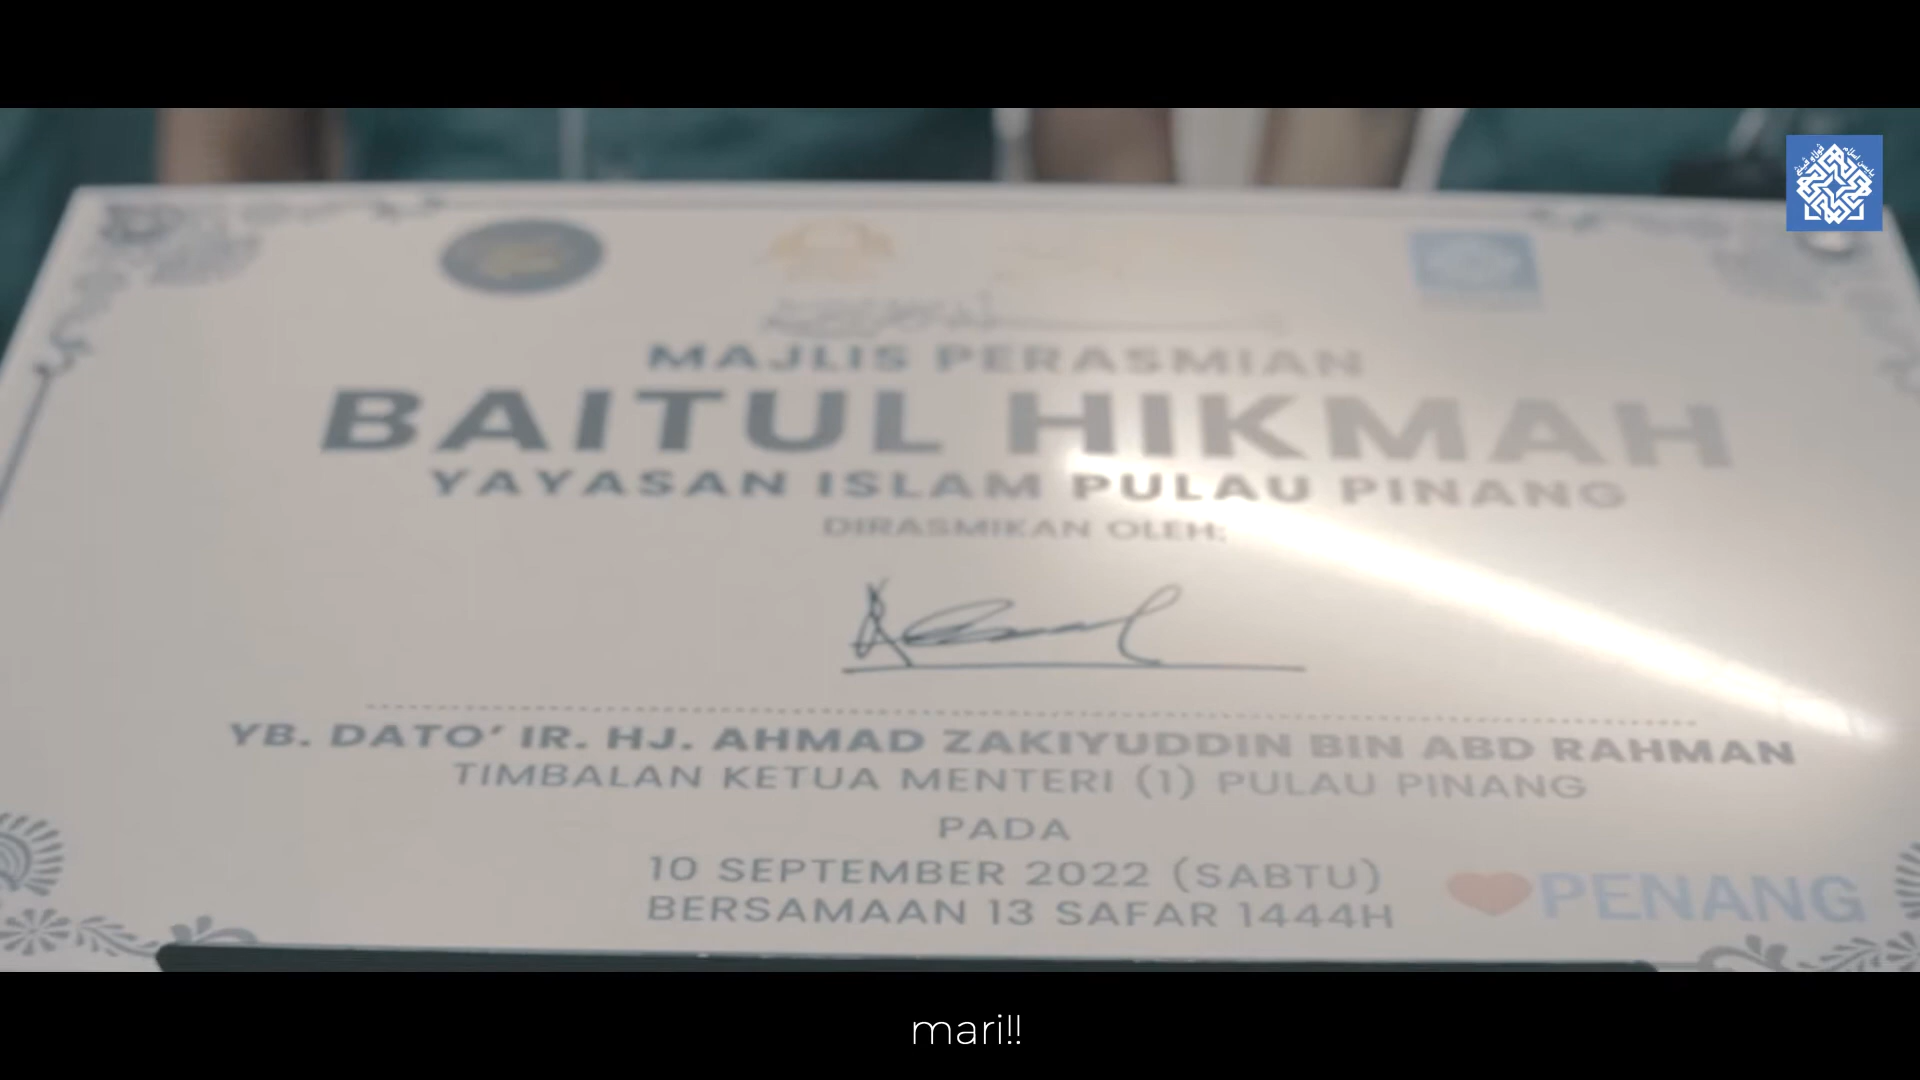 MAJLIS PERASMIAN
BAITUL HIKMAH
YAYASAN ISLAM PULAU PINANG
DIRASMIKAN OLEH:
YB. DATO' IR. HJ. AHMAD ZAKIYUDDIN BIN ABD RAHMAN
TIMBALAN KETUA MENTERI (1) PULAU PINANG
PADA
10 SEPTEMBER 2022 (SABTU)
BERSAMAAN 13 SAFAR 1444H
PENANG
mari!!